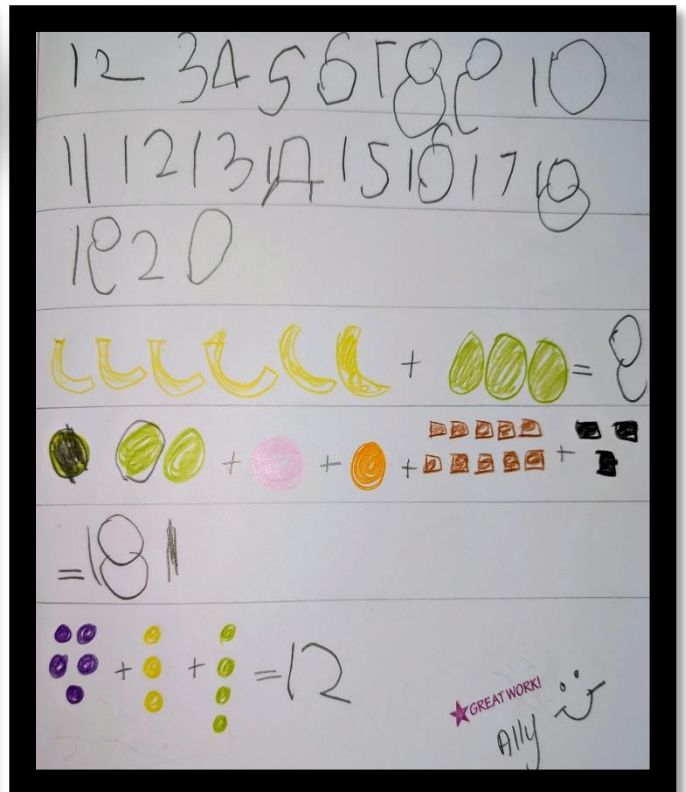 1 2 3 4 5 6 7 8 9 10
11 12 13 14 15 16 17 18
19 20
+ = 9
+ + + +
= 18
+ + = 12
GREAT WORK!
Ally